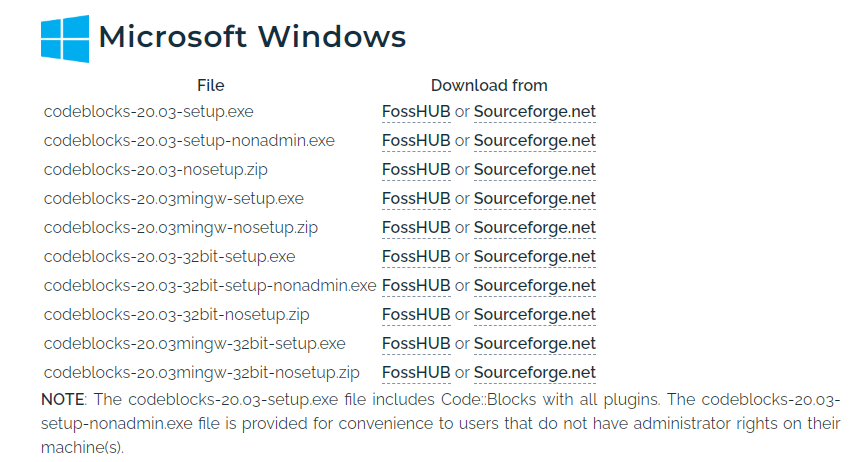 Microsoft Windows
File Download from
codeblocks-20.03-setup.exe FossHUB or Sourceforge.net
codeblocks-20.03-setup-nonadmin.exe FossHUB or Sourceforge.net
codeblocks-20.03-nosetup.zip FossHUB or Sourceforge.net
codeblocks-20.03mingw-setup.exe FossHUB or Sourceforge.net
codeblocks-20.03mingw-nosetup.zip FossHUB or Sourceforge.net
codeblocks-20.03-32bit-setup.exe FossHUB or Sourceforge.net
codeblocks-20.03-32bit-setup-nonadmin.exe FossHUB or Sourceforge.net
codeblocks-20.03-32bit-nosetup.zip FossHUB or Sourceforge.net
codeblocks-20.03mingw-32bit-setup.exe FossHUB or Sourceforge.net
codeblocks-20.03mingw-32bit-nosetup.zip FossHUB or Sourceforge.net
NOTE: The codeblocks-20.03-setup.exe file includes Code::Blocks with all plugins. The codeblocks-20.03-
setup-nonadmin.exe file is provided for convenience to users that do not have administrator rights on their
machine(s).